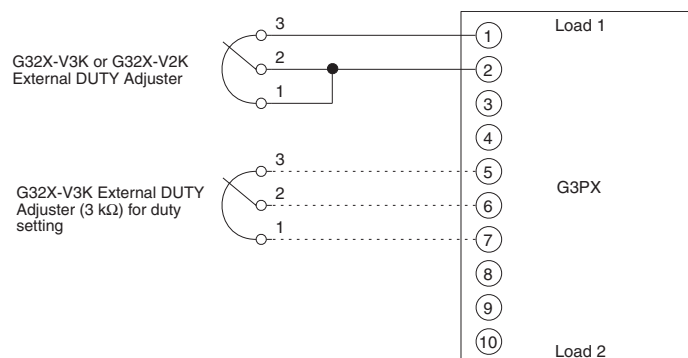 G32X-V3K or G32X-V2K
External DUTY Adjuster
3
2
1
G32X-V3K External DUTY
Adjuster (3 kΩ) for duty
setting
3
2
1
Load 1
1
2
3
4
5
6
7
8
9
10
G3PX
Load 2